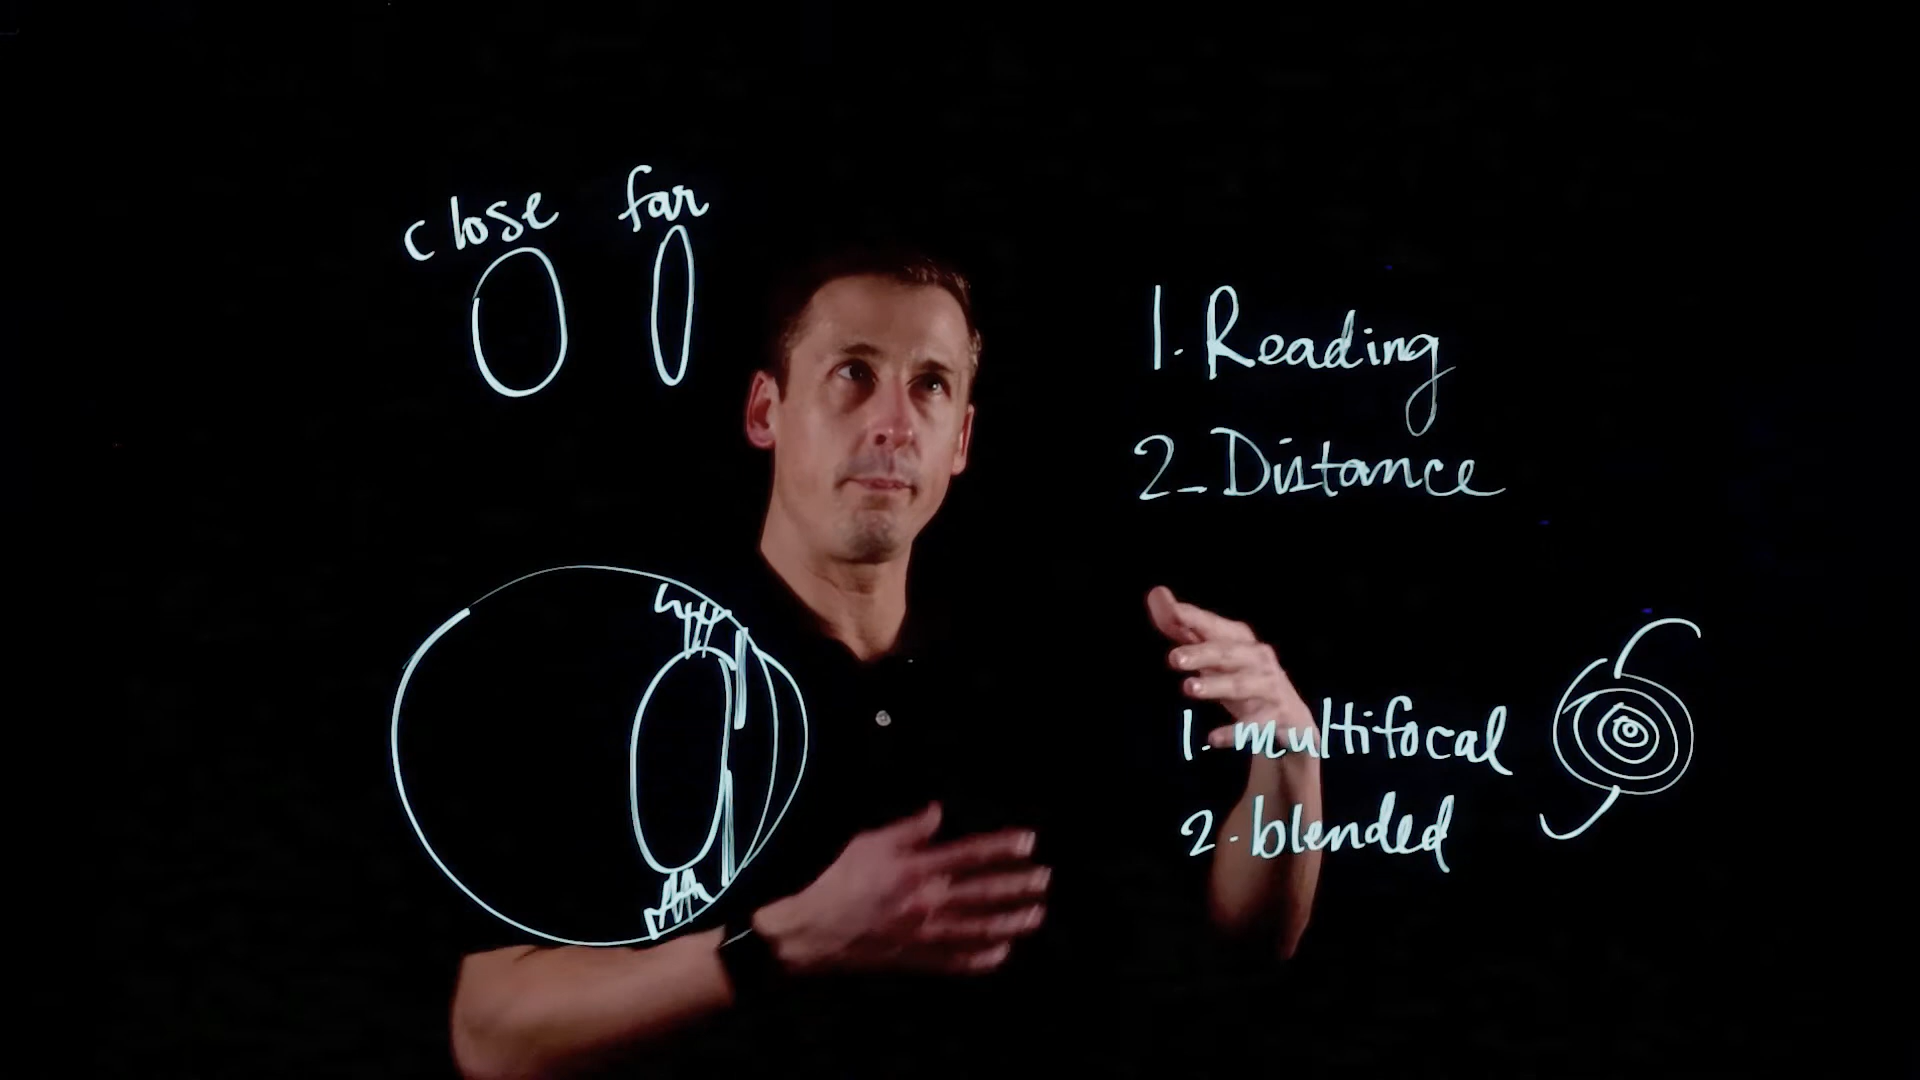 close far
1. Reading
2. Distance
1. multifocal
2. blended